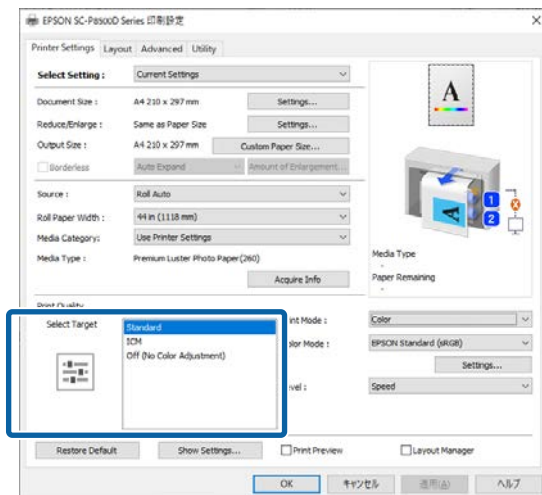 EPSON SC-P8500D Series 印刷設定
Printer Settings Layout Advanced Utility
Select Setting : Current Settings
Document Size : A4 210 x 297 mm Settings...
Reduce/Enlarge : Same as Paper Size Settings...
Output Size : A4 210 x 297 mm Custom Paper Size...
Borderless Auto Expand Amount of Enlargement...
Source : Roll Auto
Roll Paper Width : 44 in (1118 mm)
Media Category: Use Printer Settings
Media Type : Premium Luster Photo Paper(260)
Acquire Info
A
A
1
2
Media Type
-
Paper Remaining
-
Print Quality
Select Target
Standard
ICM
Off (No Color Adjustment)
int Mode : Color
olor Mode : EPSON Standard (sRGB)
Settings...
evel : Speed
Restore Default Show Settings... Print Preview Layout Manager
OK キャンセル 適用(A) ヘルプ